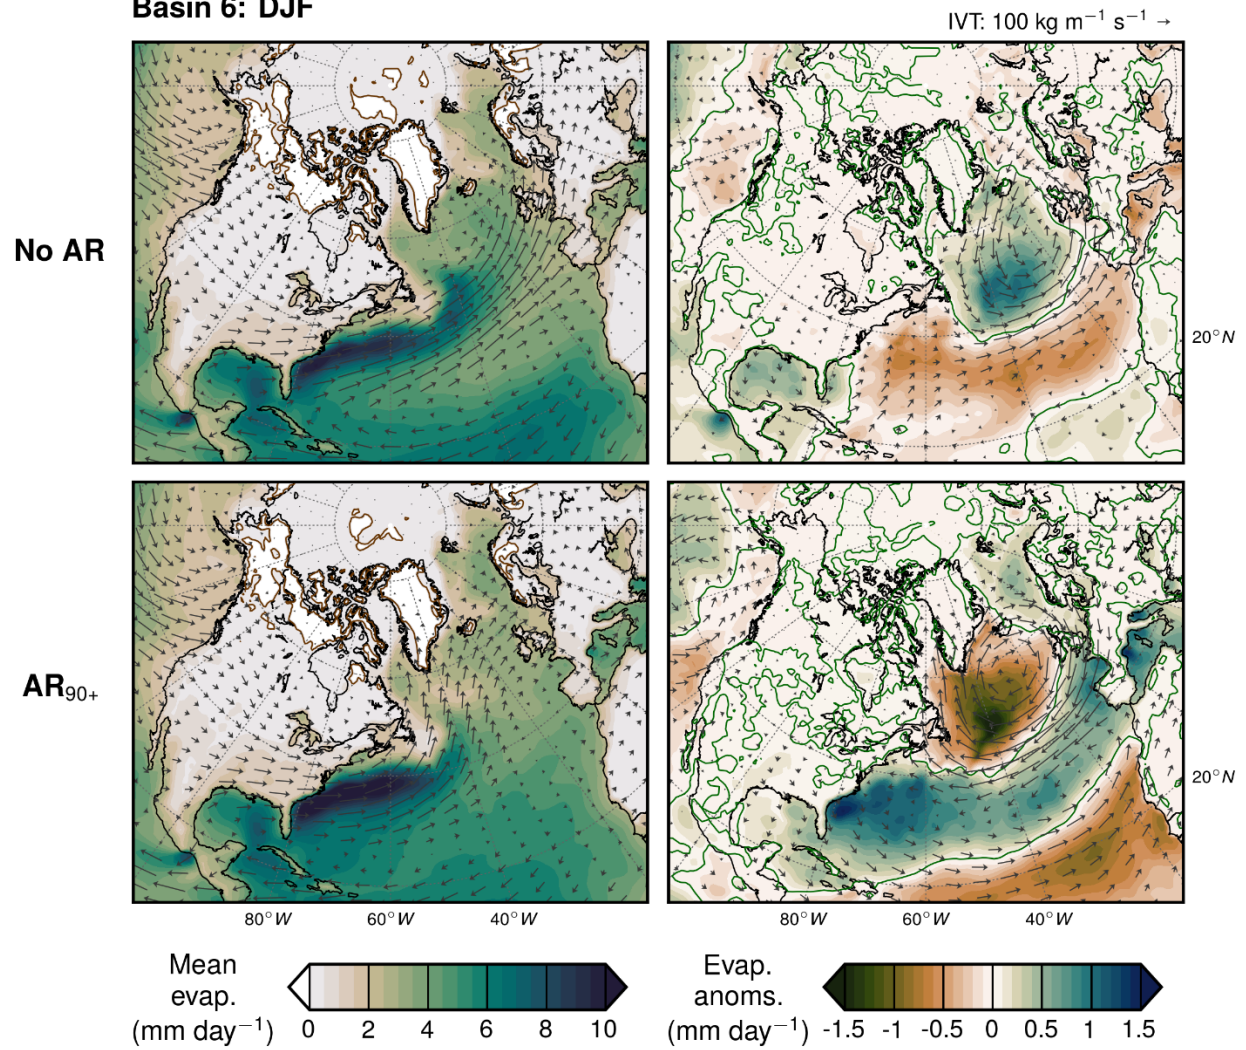 Basin 6: DJF
IVT: 100 kg m⁻¹ s⁻¹ →
No AR
20°N
AR₉₀₊
20°N
80°W 60°W 40°W 80°W 60°W 40°W
Mean
evap.
(mm day⁻¹)
0 2 4 6 8 10
Evap.
anoms.
(mm day⁻¹)
-1.5 -1 -0.5 0 0.5 1 1.5